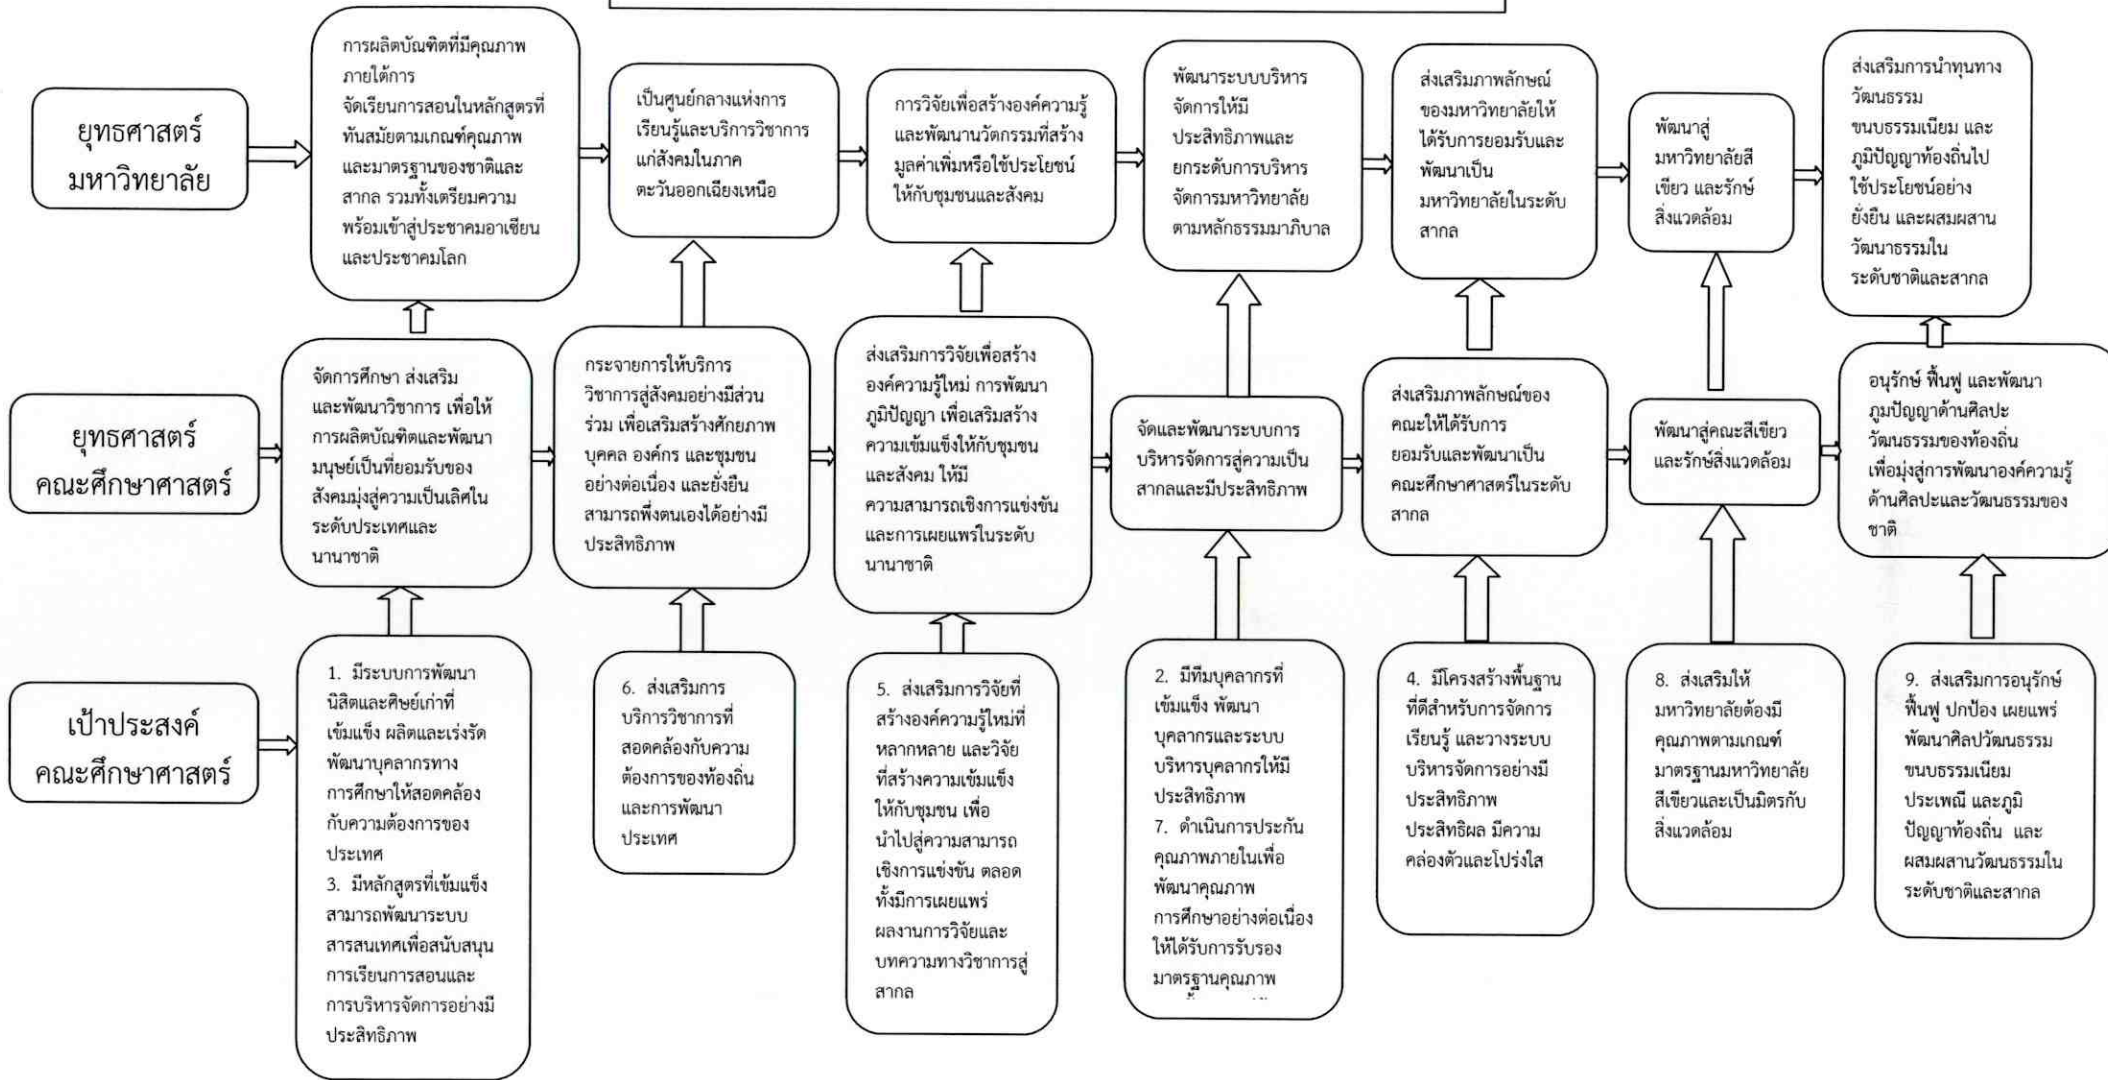 ยุทธศาสตร์
มหาวิทยาลัย
การผลิตบัณฑิตที่มีคุณภาพ
ภายใต้การ
จัดเรียนการสอนในหลักสูตรที่
ทันสมัยตามเกณฑ์คุณภาพ
และมาตรฐานของชาติและ
สากล รวมทั้งเตรียมความ
พร้อมเข้าสู่ประชาคมอาเซียน
และประชาคมโลก
เป็นศูนย์กลางแห่งการ
เรียนรู้และบริการวิชาการ
แก่สังคมในภาค
ตะวันออกเฉียงเหนือ
การวิจัยเพื่อสร้างองค์ความรู้
และพัฒนานวัตกรรมที่สร้าง
มูลค่าเพิ่มหรือใช้ประโยชน์
ให้กับชุมชนและสังคม
พัฒนาระบบบริหาร
จัดการให้มี
ประสิทธิภาพและ
ยกระดับการบริหาร
จัดการมหาวิทยาลัย
ตามหลักธรรมมาภิบาล
ส่งเสริมภาพลักษณ์
ของมหาวิทยาลัยให้
ได้รับการยอมรับและ
พัฒนาเป็น
มหาวิทยาลัยในระดับ
สากล
พัฒนาสู่
มหาวิทยาลัยสี
เขียว และรักษ์
สิ่งแวดล้อม
ส่งเสริมการนำทุนทาง
วัฒนธรรม
ขนบธรรมเนียม และ
ภูมิปัญญาท้องถิ่นไป
ใช้ประโยชน์อย่าง
ยั่งยืน และผสมผสาน
วัฒนาธรรมใน
ระดับชาติและสากล
ยุทธศาสตร์
คณะศึกษาศาสตร์
จัดการศึกษา ส่งเสริม
และพัฒนาวิชาการ เพื่อให้
การผลิตบัณฑิตและพัฒนา
มนุษย์เป็นที่ยอมรับของ
สังคมมุ่งสู่ความเป็นเลิศใน
ระดับประเทศและ
นานาชาติ
กระจายการให้บริการ
วิชาการสู่สังคมอย่างมีส่วน
ร่วม เพื่อเสริมสร้างศักยภาพ
บุคคล องค์กร และชุมชน
อย่างต่อเนื่อง และยั่งยืน
สามารถพึ่งตนเองได้อย่างมี
ประสิทธิภาพ
ส่งเสริมการวิจัยเพื่อสร้าง
องค์ความรู้ใหม่ การพัฒนา
ภูมิปัญญา เพื่อเสริมสร้าง
ความเข้มแข็งให้กับชุมชน
และสังคม ให้มี
ความสามารถเชิงการแข่งขัน
และการเผยแพร่ในระดับ
นานาชาติ
จัดและพัฒนาระบบการ
บริหารจัดการสู่ความเป็น
สากลและมีประสิทธิภาพ
ส่งเสริมภาพลักษณ์ของ
คณะให้ได้รับการ
ยอมรับและพัฒนาเป็น
คณะศึกษาศาสตร์ในระดับ
สากล
พัฒนาสู่คณะสีเขียว
และรักษ์สิ่งแวดล้อม
อนุรักษ์ ฟื้นฟู และพัฒนา
ภูมปัญญาด้านศิลปะ
วัฒนธรรมของท้องถิ่น
เพื่อมุ่งสู่การพัฒนาองค์ความรู้
ด้านศิลปะและวัฒนธรรมของ
ชาติ
เป้าประสงค์
คณะศึกษาศาสตร์
1. มีระบบการพัฒนา
นิสิตและศิษย์เก่าที่
เข้มแข็ง ผลิตและเร่งรัด
พัฒนาบุคลากรทาง
การศึกษาให้สอดคล้อง
กับความต้องการของ
ประเทศ
3. มีหลักสูตรที่เข้มแข็ง
สามารถพัฒนาระบบ
สารสนเทศเพื่อสนับสนุน
การเรียนการสอนและ
การบริหารจัดการอย่างมี
ประสิทธิภาพ
6. ส่งเสริมการ
บริการวิชาการที่
สอดคล้องกับความ
ต้องการของท้องถิ่น
และการพัฒนา
ประเทศ
5. ส่งเสริมการวิจัยที่
สร้างองค์ความรู้ใหม่ที่
หลากหลาย และวิจัย
ที่สร้างความเข้มแข็ง
ให้กับชุมชน เพื่อ
นำไปสู่ความสามารถ
เชิงการแข่งขัน ตลอด
ทั้งมีการเผยแพร่
ผลงานการวิจัยและ
บทความทางวิชาการสู่
สากล
2. มีทีมบุคลากรที่
เข้มแข็ง พัฒนา
บุคลากรและระบบ
บริหารบุคลากรให้มี
ประสิทธิภาพ
7. ดำเนินการประกัน
คุณภาพภายในเพื่อ
พัฒนาคุณภาพ
การศึกษาอย่างต่อเนื่อง
ให้ได้รับการรับรอง
มาตรฐานคุณภาพ
4. มีโครงสร้างพื้นฐาน
ที่ดีสำหรับการจัดการ
เรียนรู้ และวางระบบ
บริหารจัดการอย่างมี
ประสิทธิภาพ
ประสิทธิผล มีความ
คล่องตัวและโปร่งใส
8. ส่งเสริมให้
มหาวิทยาลัยต้องมี
คุณภาพตามเกณฑ์
มาตรฐานมหาวิทยาลัย
สีเขียวและเป็นมิตรกับ
สิ่งแวดล้อม
9. ส่งเสริมการอนุรักษ์
ฟื้นฟู ปกป้อง เผยแพร่
พัฒนาศิลปวัฒนธรรม
ขนบธรรมเนียม
ประเพณี และภูมิ
ปัญญาท้องถิ่น และ
ผสมผสานวัฒนธรรมใน
ระดับชาติและสากล